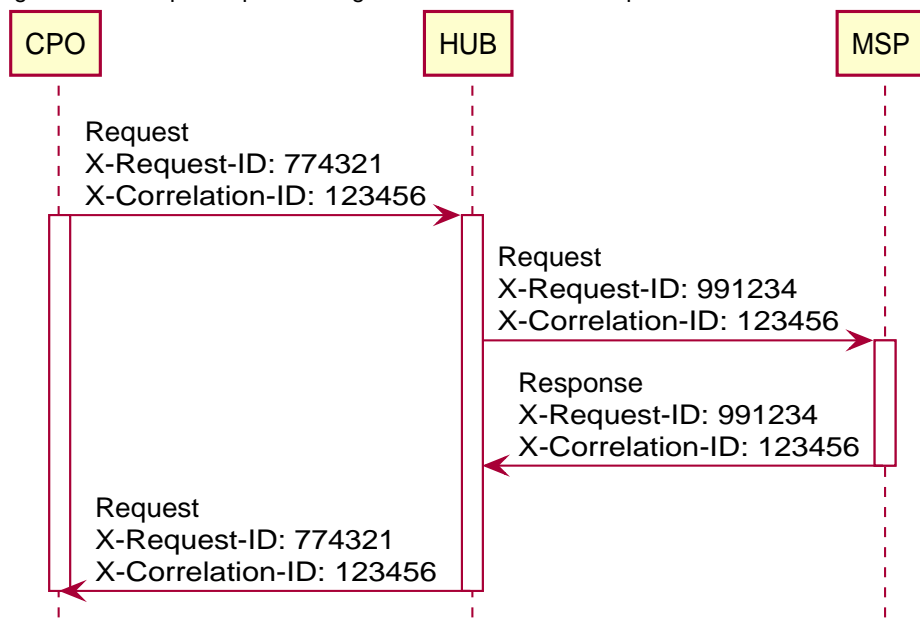 CPO
HUB
MSP
Request
X-Request-ID: 774321
X-Correlation-ID: 123456
Request
X-Request-ID: 991234
X-Correlation-ID: 123456
Response
X-Request-ID: 991234
X-Correlation-ID: 123456
Request
X-Request-ID: 774321
X-Correlation-ID: 123456